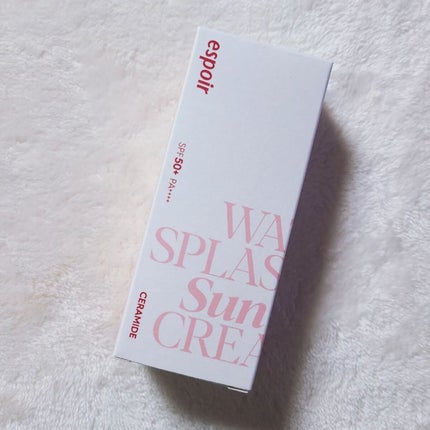 espoir
SPF50+ PA++++
WA
SPLAS
Sun
CREA
CERAMIDE